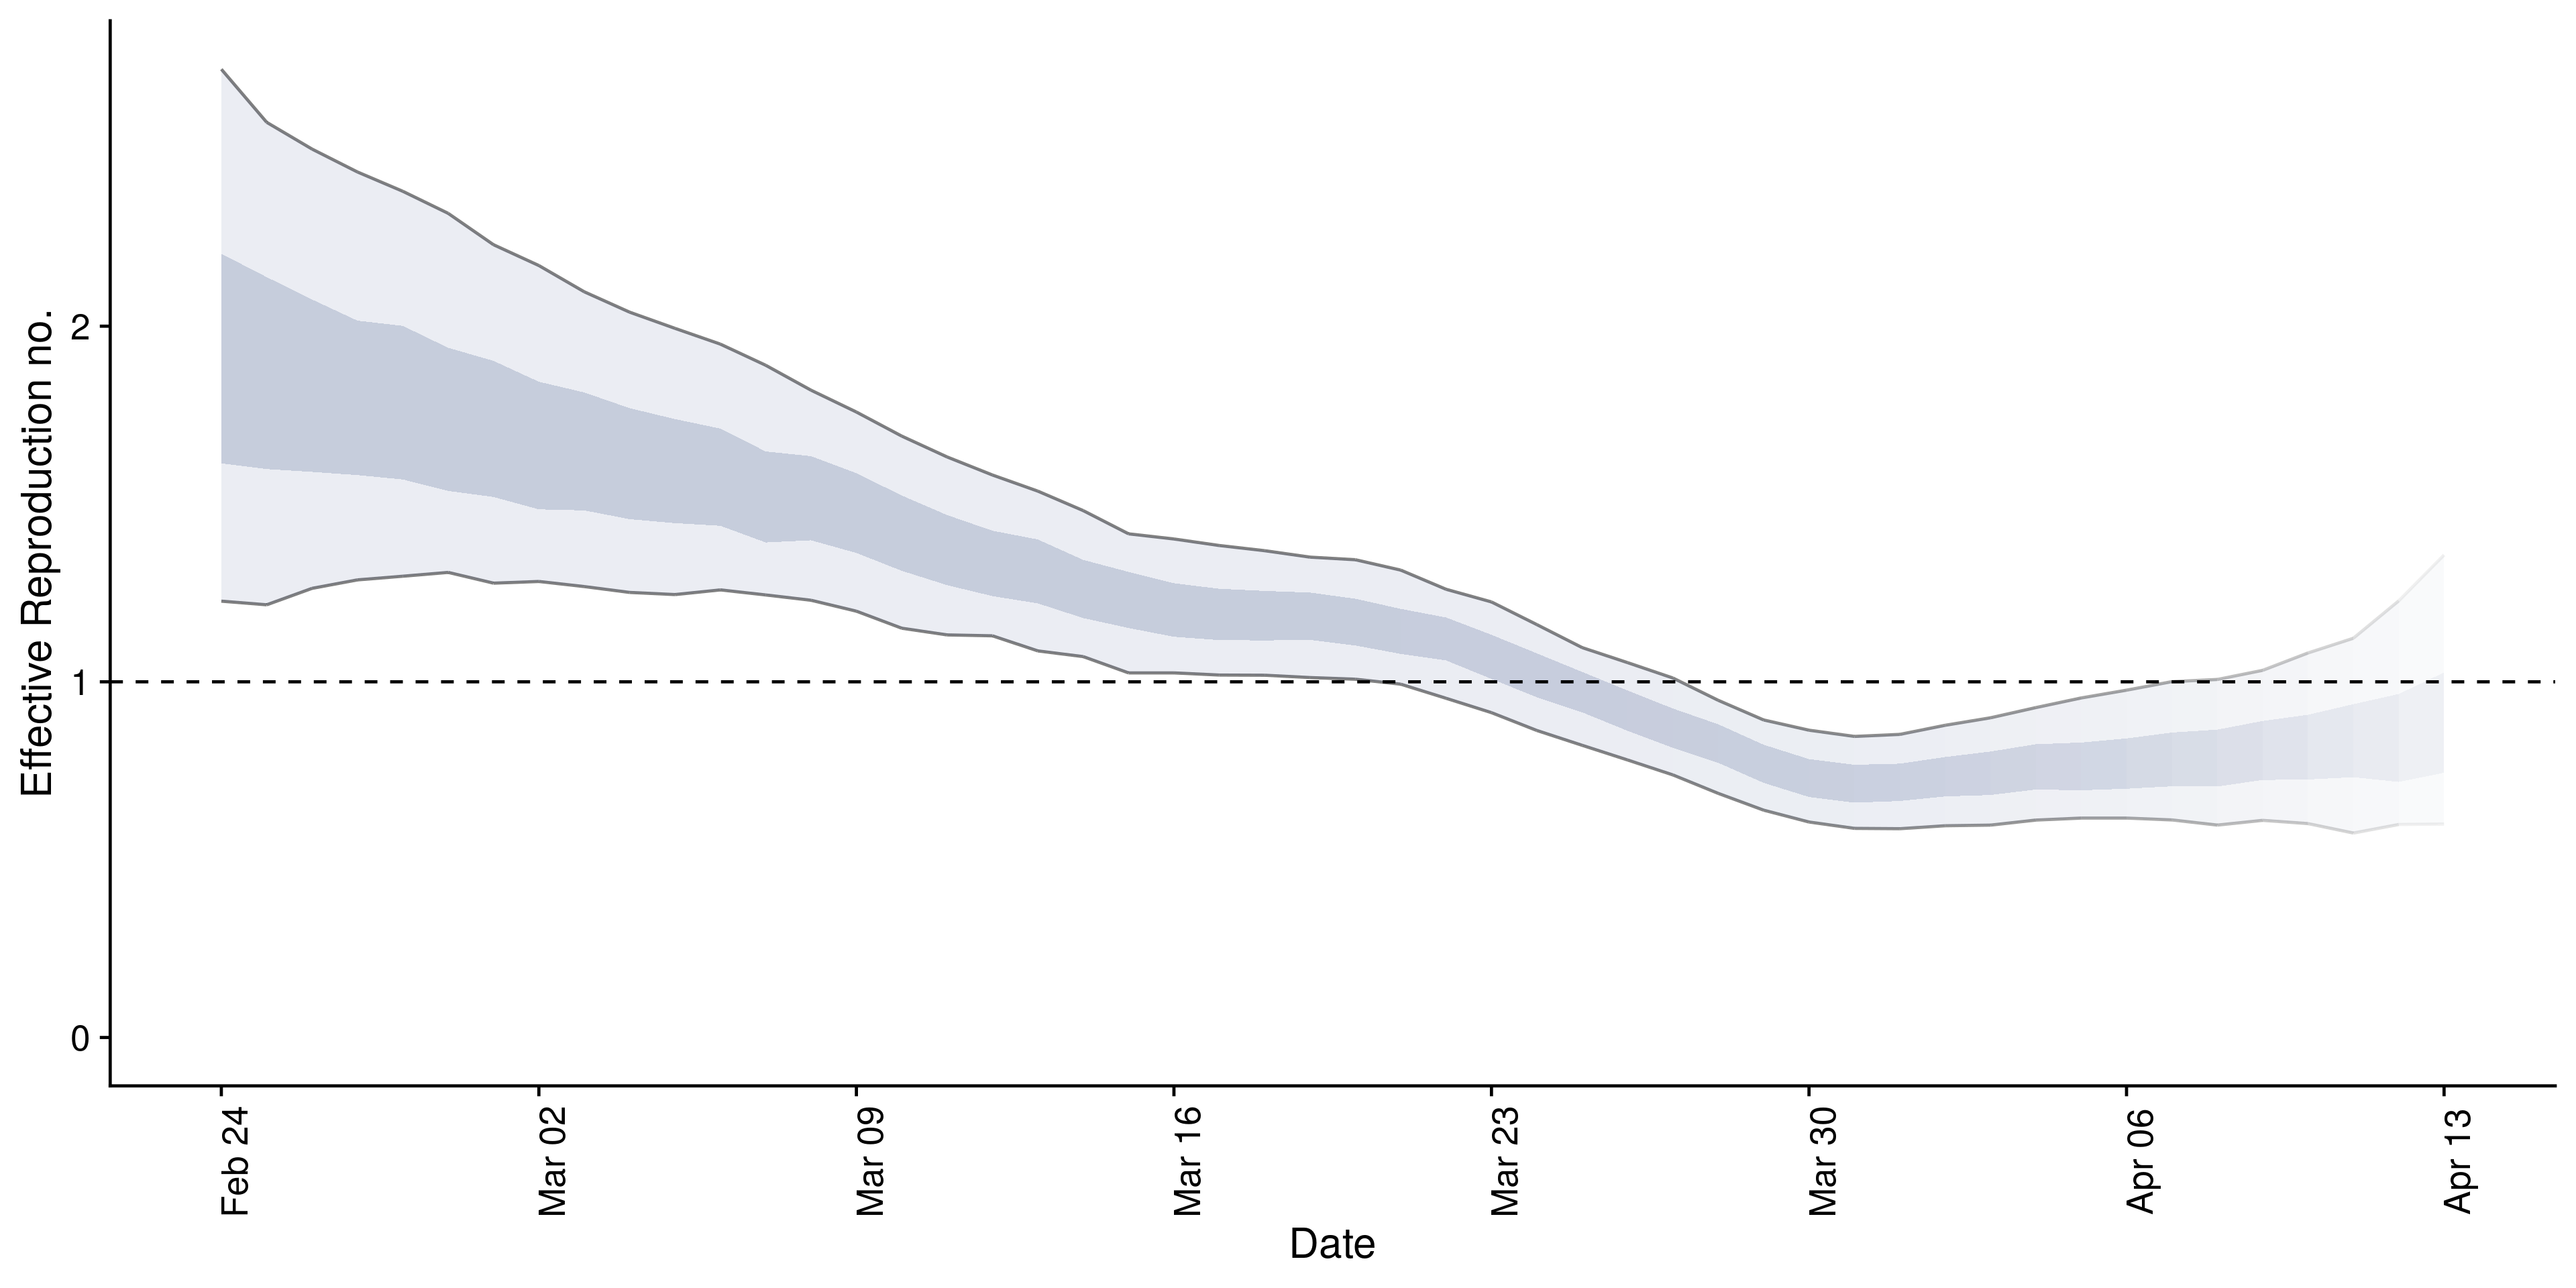 Effective Reproduction no.
2
1
0
Feb 24
Mar 02
Mar 09
Mar 16
Mar 23
Mar 30
Apr 06
Apr 13
Date